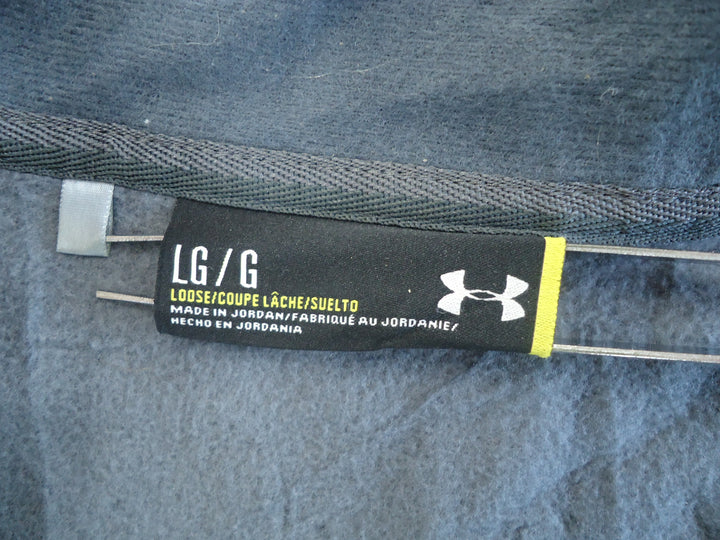 LG/G
LOOSE/COUPE LÂCHE/SUELTO
MADE IN JORDAN/FABRIQUÉ AU JORDANIE/
HECHO EN JORDANIA